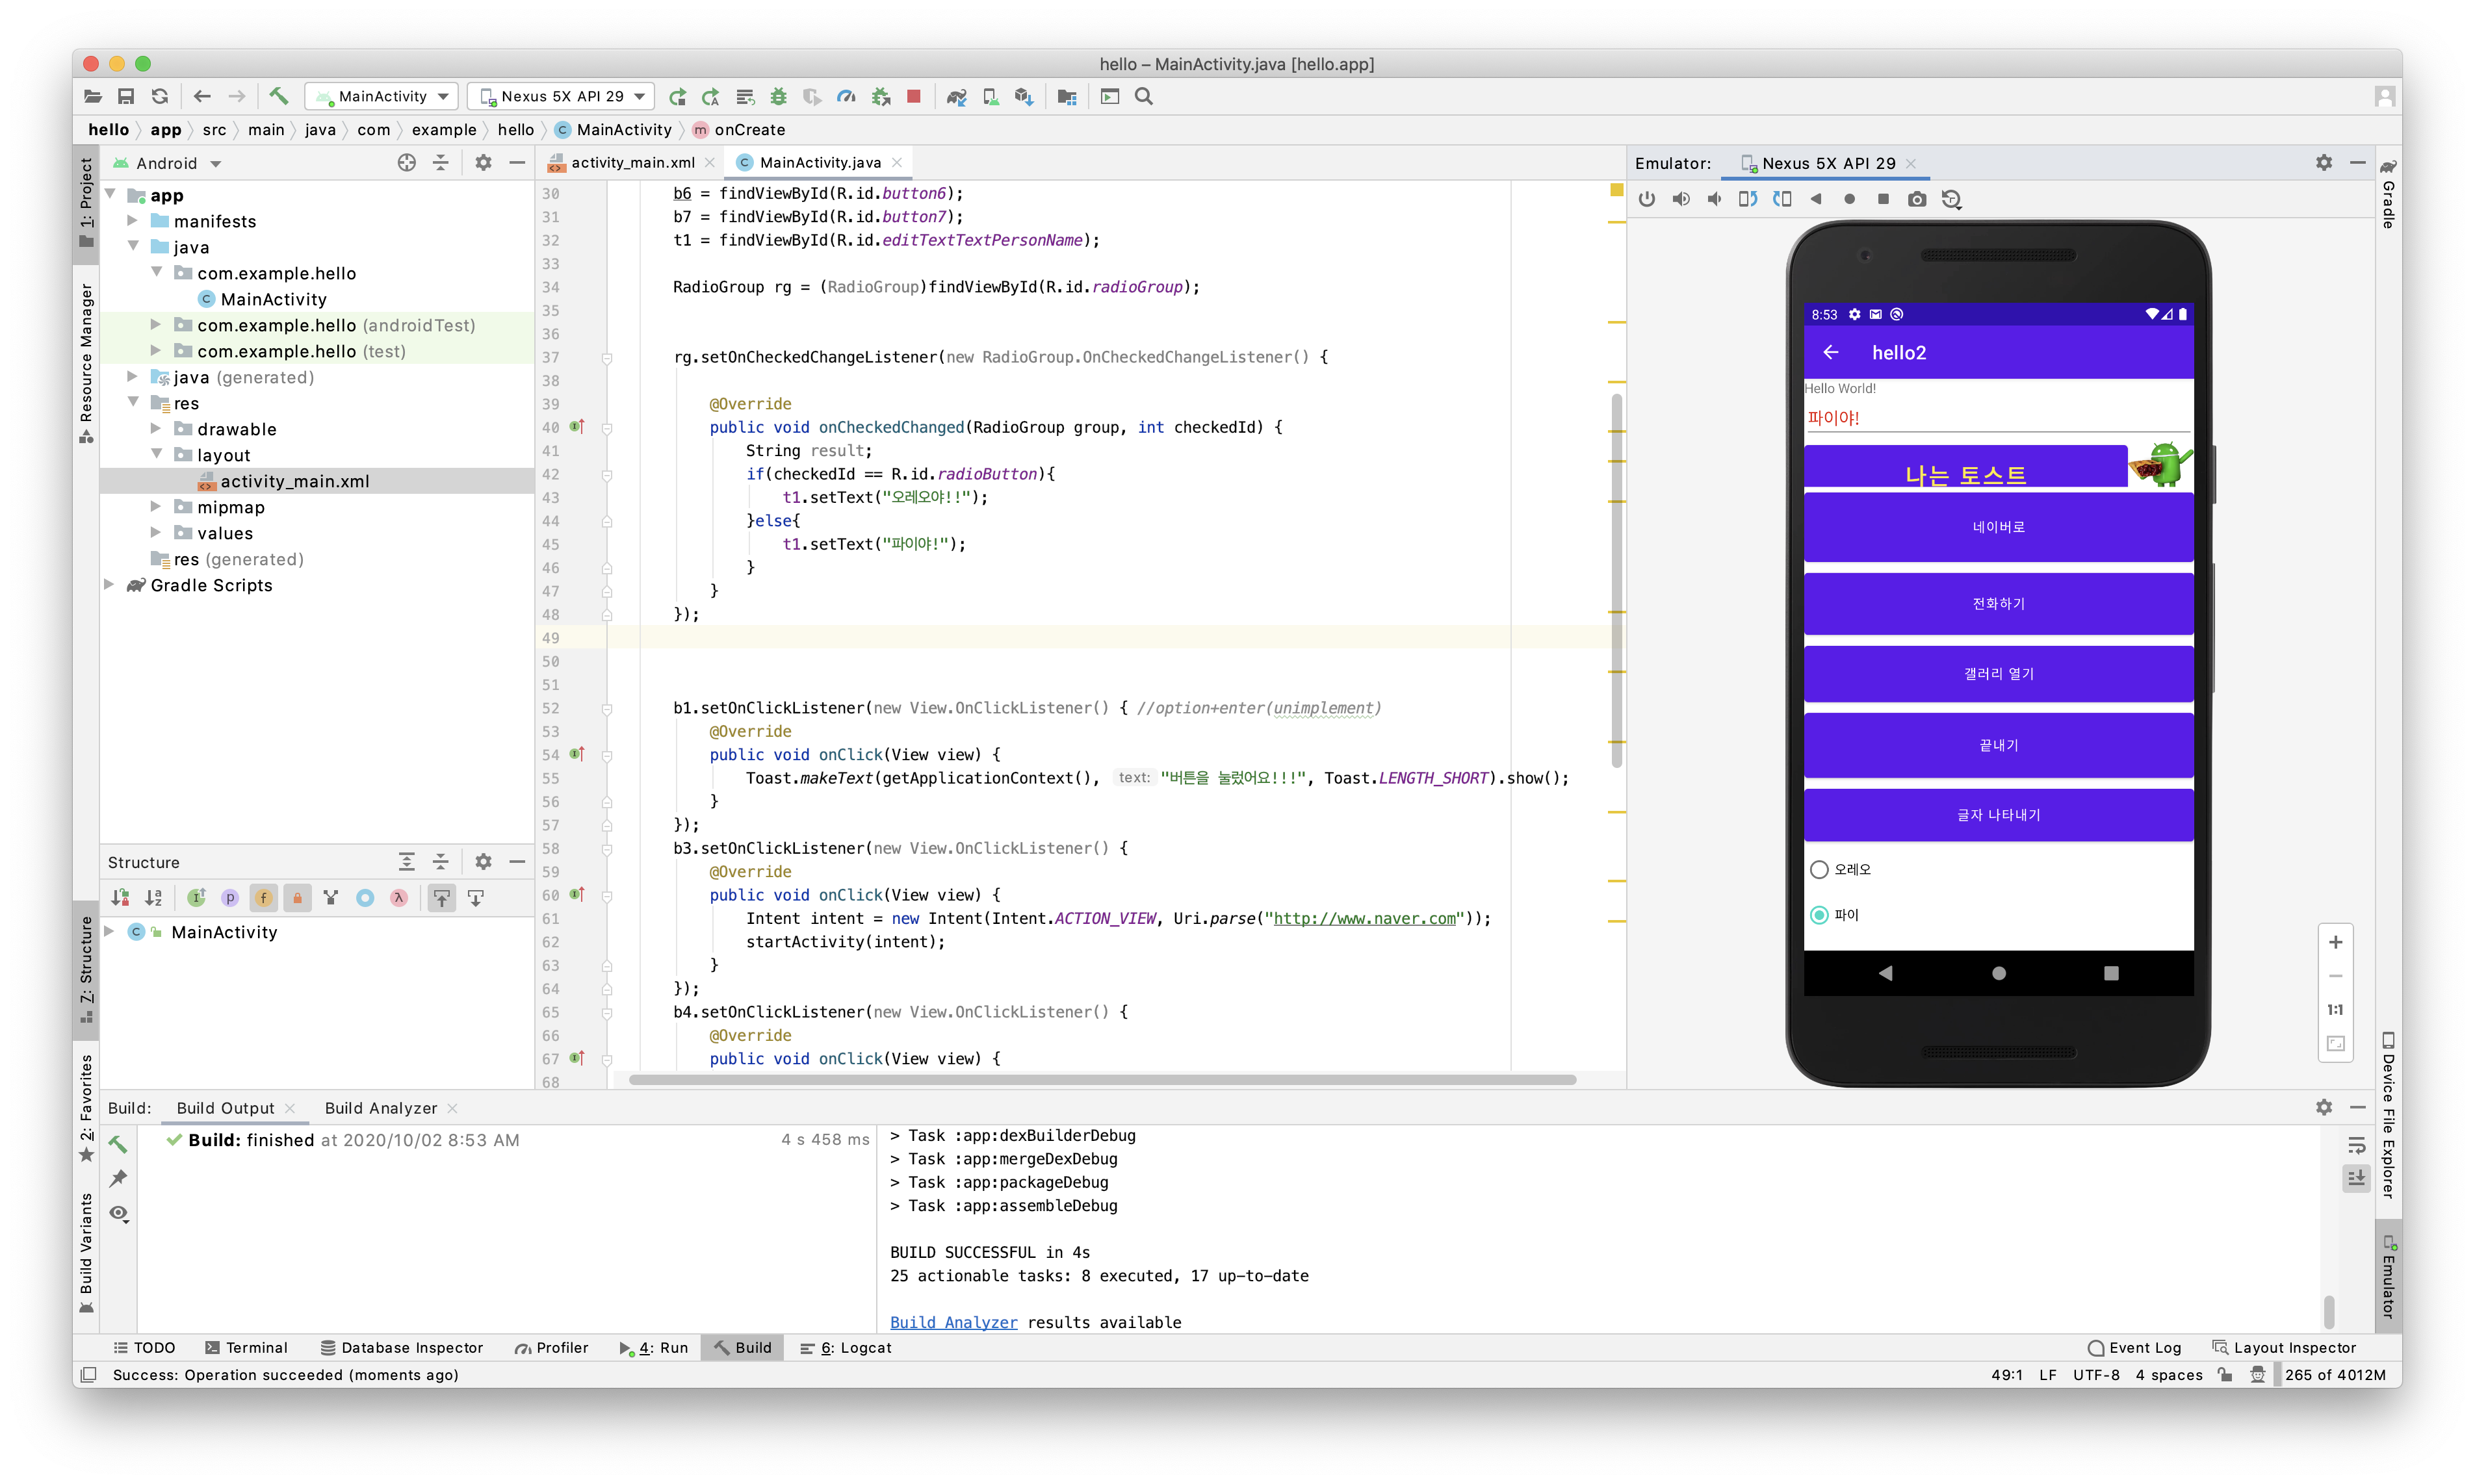 hello – MainActivity.java [hello.app]
MainActivity
Nexus 5X API 29
hello app src main java com example hello MainActivity onCreate
1: Project
Resource Manager
Android
app
manifests
java
com.example.hello
MainActivity
com.example.hello (androidTest)
com.example.hello (test)
java (generated)
res
drawable
layout
activity_main.xml
mipmap
values
res (generated)
Gradle Scripts
Structure
MainActivity
7: Structure
2: Favorites
Build Variants
activity_main.xml
MainActivity.java
30 b6 = findViewById(R.id.button6);
31 b7 = findViewById(R.id.button7);
32 t1 = findViewById(R.id.editTextTextPersonName);
33
34 RadioGroup rg = (RadioGroup)findViewById(R.id.radioGroup);
35
36
37 rg.setOnCheckedChangeListener(new RadioGroup.OnCheckedChangeListener() {
38
39 @Override
40 public void onCheckedChanged(RadioGroup group, int checkedId) {
41 String result;
42 if(checkedId == R.id.radioButton){
43 t1.setText("오레오야!!");
44 }else{
45 t1.setText("파이야!");
46 }
47 }
48 });
49
50
51
52 b1.setOnClickListener(new View.OnClickListener() { //option+enter(unimplement)
53 @Override
54 public void onClick(View view) {
55 Toast.makeText(getApplicationContext(), text: "버튼을 눌렀어요!!!", Toast.LENGTH_SHORT).show();
56 }
57 });
58 b3.setOnClickListener(new View.OnClickListener() {
59 @Override
60 public void onClick(View view) {
61 Intent intent = new Intent(Intent.ACTION_VIEW, Uri.parse("http://www.naver.com"));
62 startActivity(intent);
63 }
64 });
65 b4.setOnClickListener(new View.OnClickListener() {
66 @Override
67 public void onClick(View view) {
68
Emulator: Nexus 5X API 29
8:53
hello2
Hello World!
파이야!
나는 토스트
네이버로
전화하기
갤러리 열기
끝내기
글자 나타내기
오레오
파이
1:1
Gradle
Device File Explorer
Emulator
Build: Build Output Build Analyzer
Build: finished at 2020/10/02 8:53 AM 4 s 458 ms
> Task :app:dexBuilderDebug
> Task :app:mergeDexDebug
> Task :app:packageDebug
> Task :app:assembleDebug
BUILD SUCCESSFUL in 4s
25 actionable tasks: 8 executed, 17 up-to-date
Build Analyzer results available
TODO Terminal Database Inspector Profiler 4: Run Build 6: Logcat Event Log Layout Inspector
Success: Operation succeeded (moments ago) 49:1 LF UTF-8 4 spaces 265 of 4012M